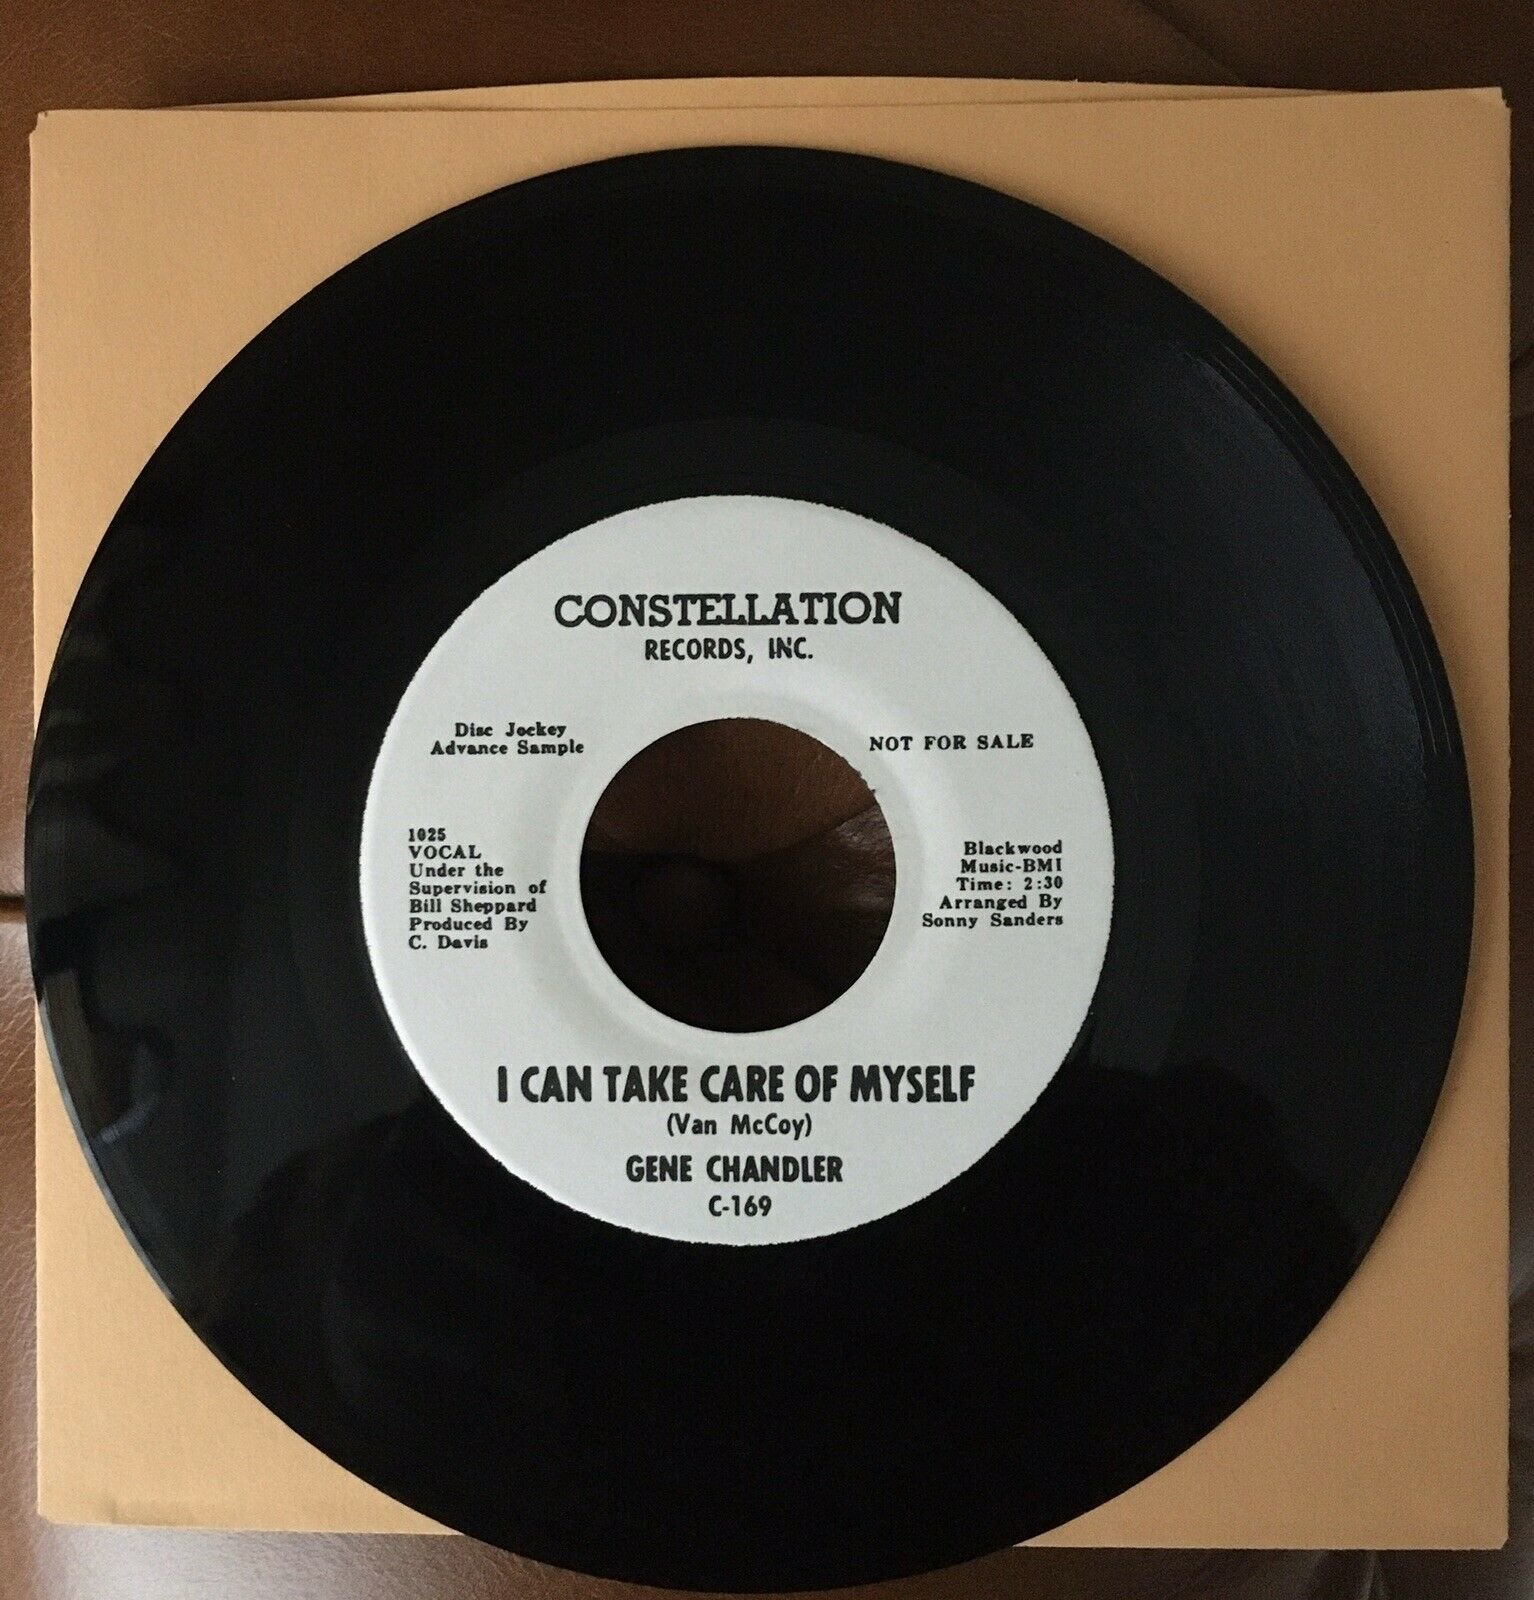 CONSTELLATION
RECORDS, INC.
Disc Jockey
Advance Sample
NOT FOR SALE
1025
VOCAL
Under the
Supervision of
Bill Sheppard
Produced By
C. Davis
Blackwood
Music-BMI
Time: 2:30
Arranged By
Sonny Sanders
I CAN TAKE CARE OF MYSELF
(Van McCoy)
GENE CHANDLER
C-169